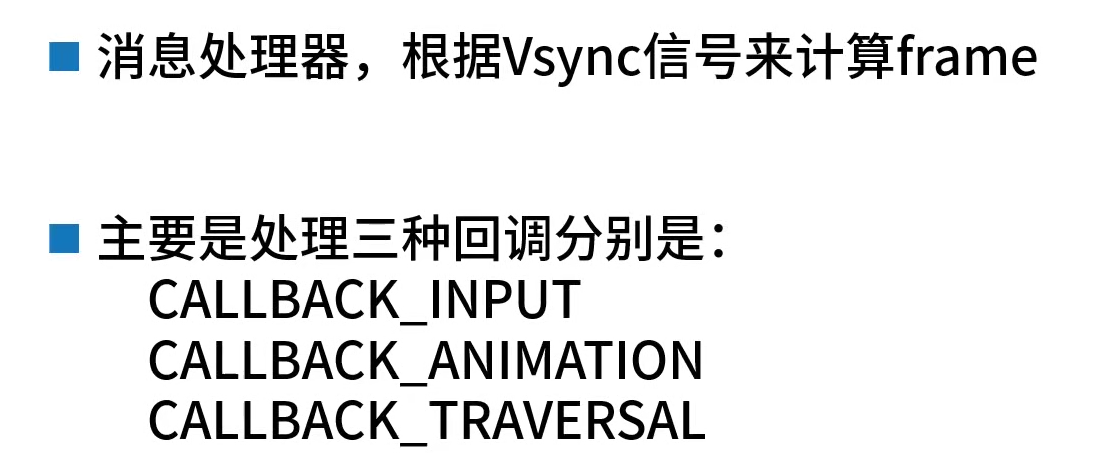 消息处理器，根据Vsync信号来计算frame
主要是处理三种回调分别是：
CALLBACK_INPUT
CALLBACK_ANIMATION
CALLBACK_TRAVERSAL